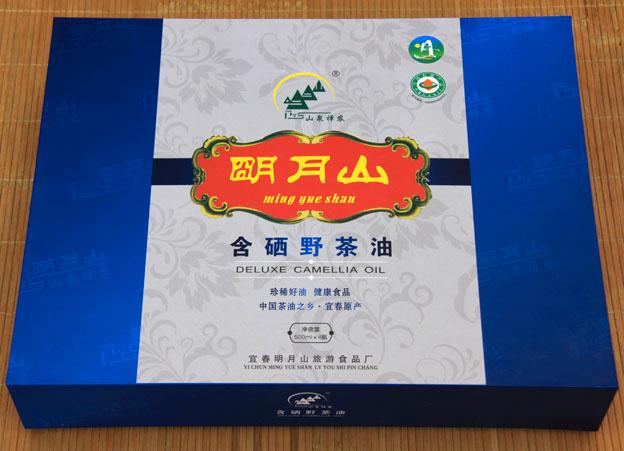 ®
山泉禅农
明月山
ming yue shan
含硒野茶油
DELUXE CAMELLIA OIL
珍稀好油 健康食品
中国茶油之乡·宜春原产
净含量
500ml×4瓶
宜春明月山旅游食品厂
YI CHUN MING YUE SHAN LV YOU SHI PIN CHANG
含硒野茶油